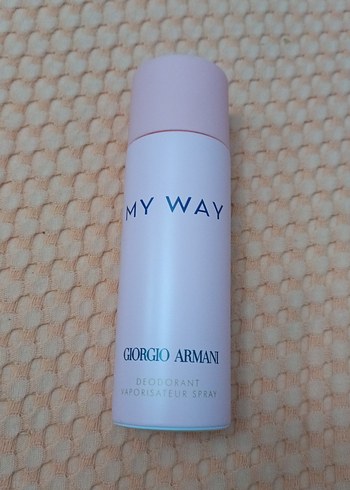 MY WAY
GIORGIO ARMANI
DEODORANT
VAPORISATEUR SPRAY